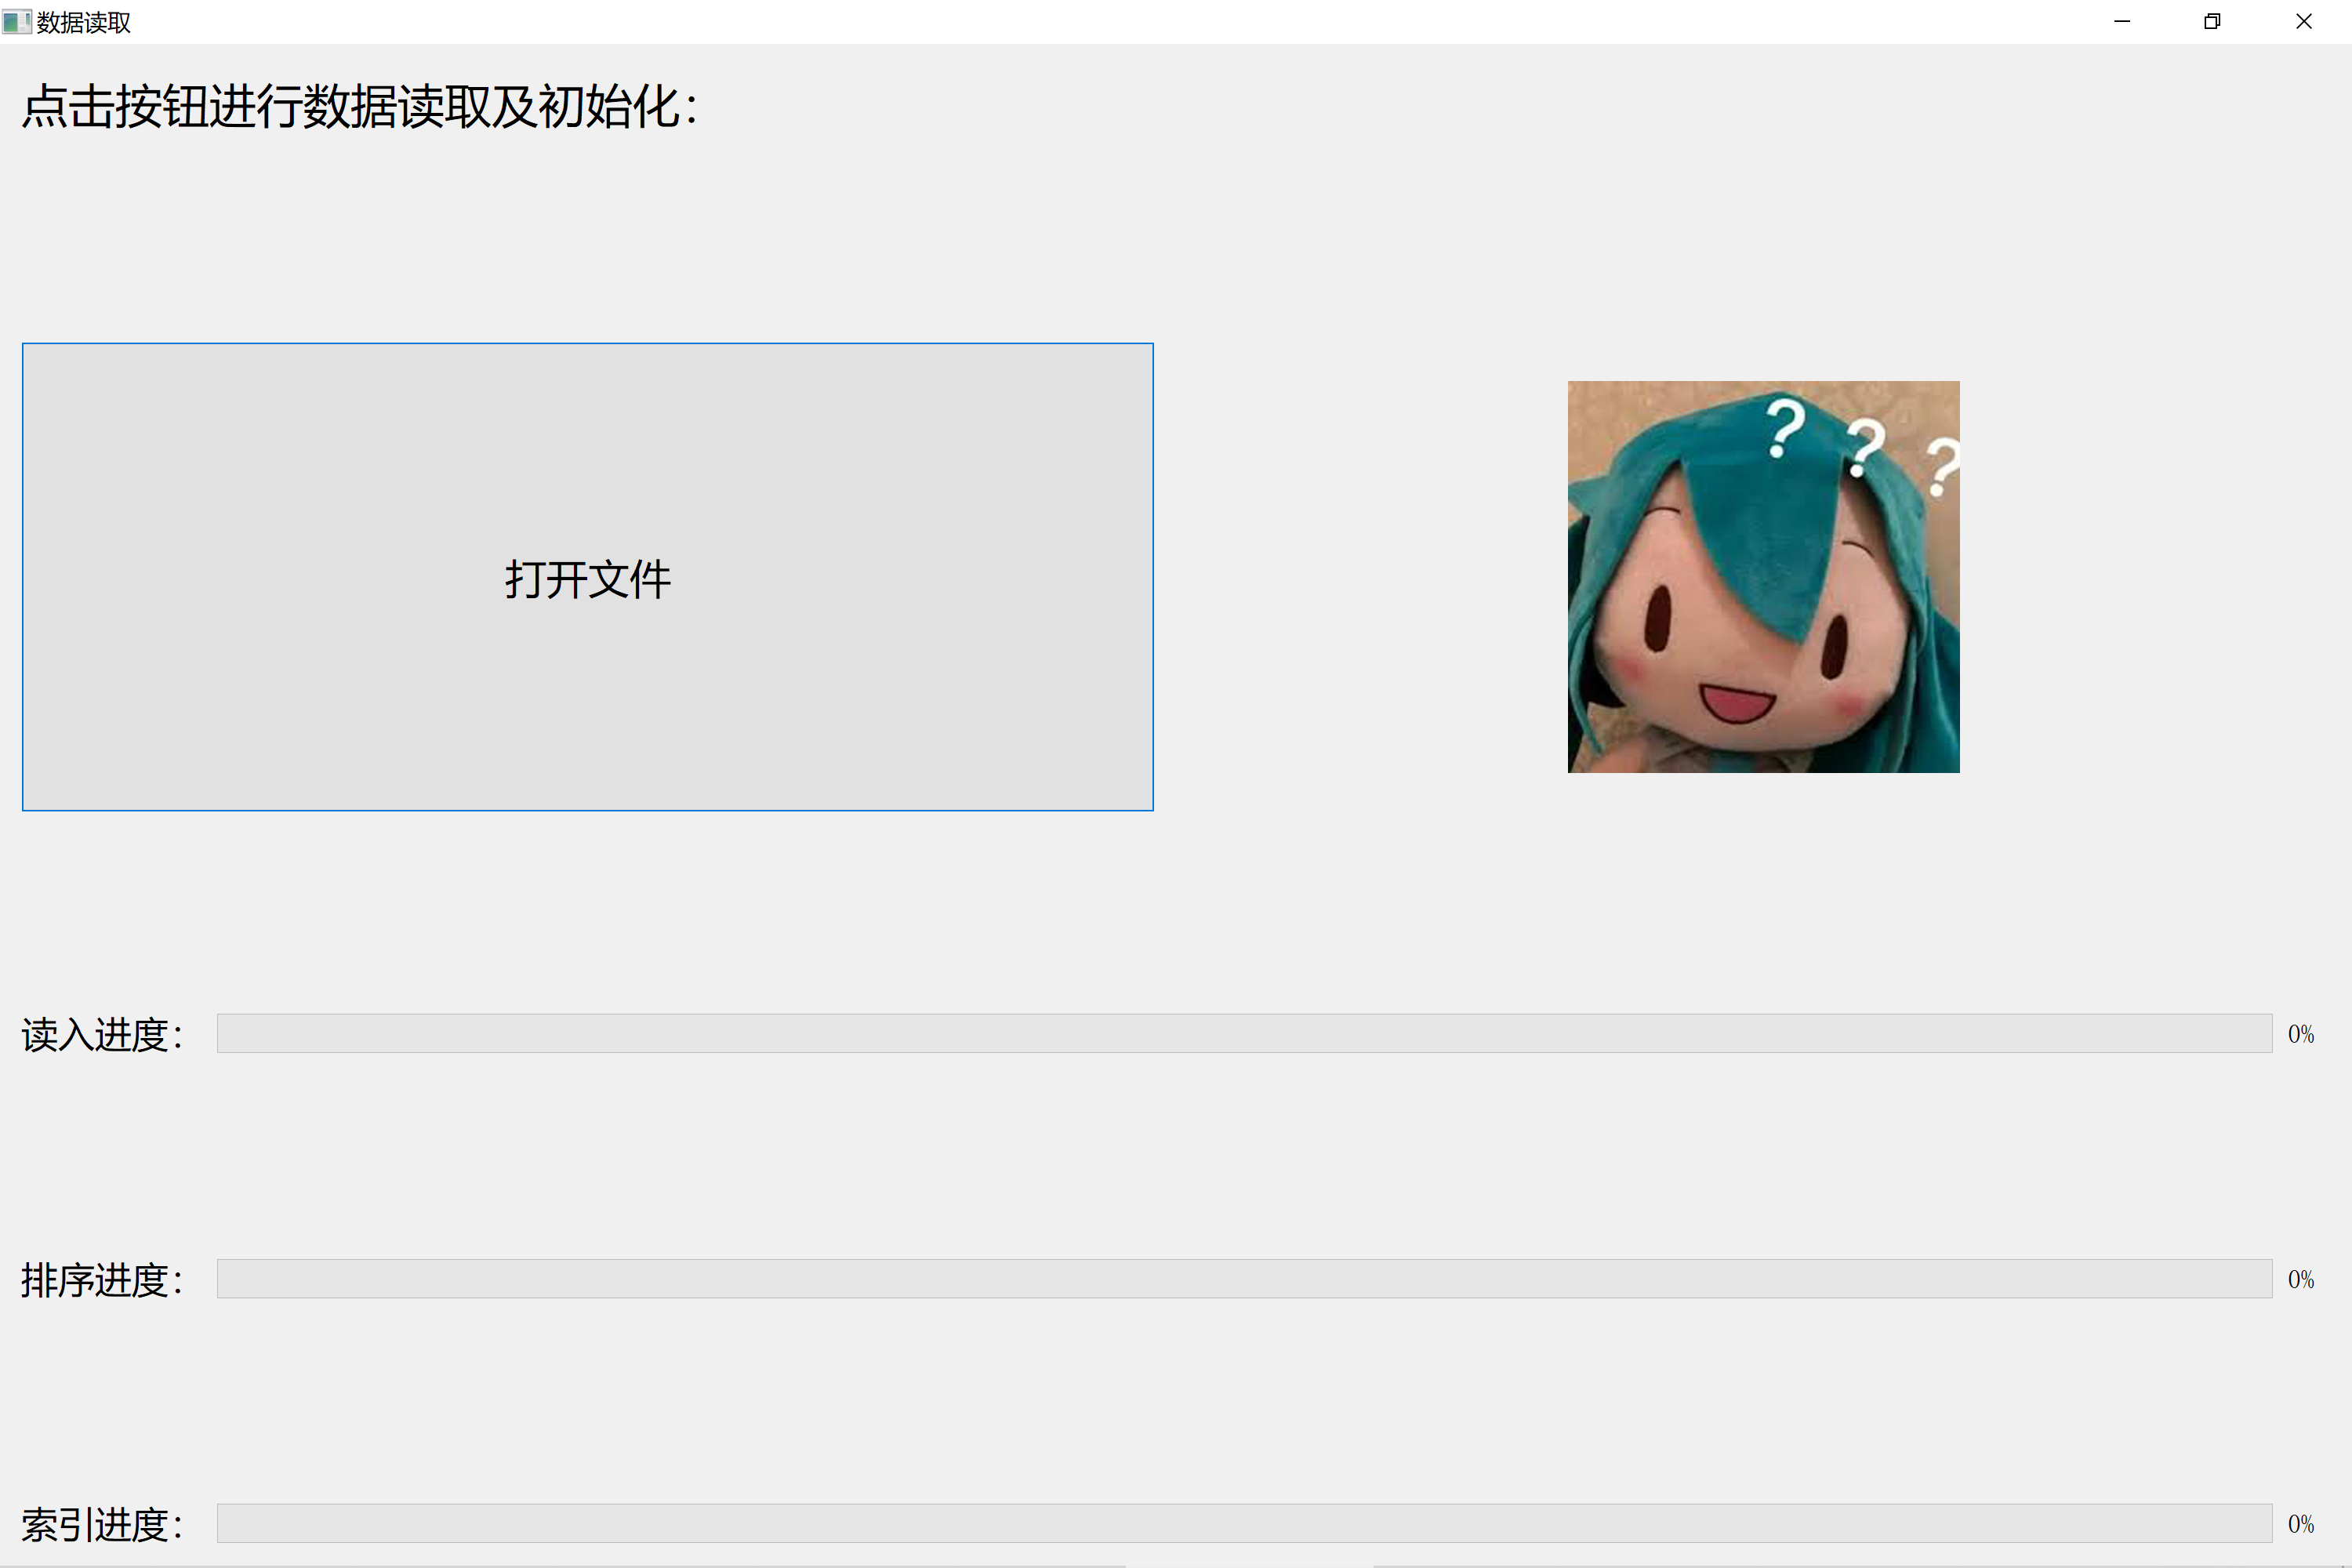 数据读取
点击按钮进行数据读取及初始化：
? ? ?
打开文件
读入进度： 0%
排序进度： 0%
索引进度： 0%